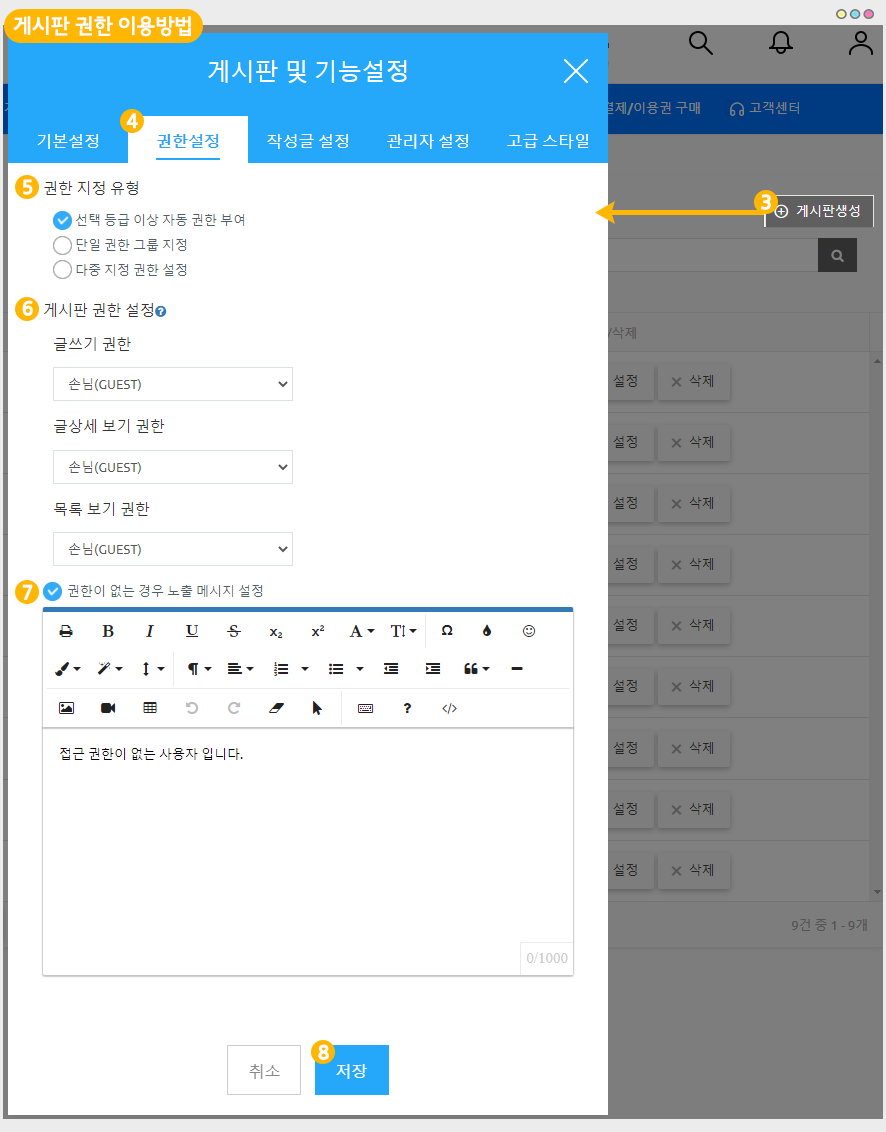 게시판 권한 이용방법
게시판 및 기능설정
결제/이용권 구매
고객센터
4
기본설정
권한설정
작성글 설정
관리자 설정
고급 스타일
5 권한 지정 유형
선택 등급 이상 자동 권한 부여
단일 권한 그룹 지정
다중 지정 권한 설정
3
게시판생성
6 게시판 권한 설정?
글쓰기 권한
손님(GUEST)
글상세 보기 권한
손님(GUEST)
목록 보기 권한
손님(GUEST)
/삭제
설정 × 삭제
설정 × 삭제
설정 × 삭제
설정 × 삭제
설정 × 삭제
설정 × 삭제
설정 × 삭제
설정 × 삭제
설정 × 삭제
9건 중 1 - 9개
7 권한이 없는 경우 노출 메시지 설정
B I U S x₂ x² A T Ω
¶
? </>
접근 권한이 없는 사용자 입니다.
0/1000
8
취소
저장